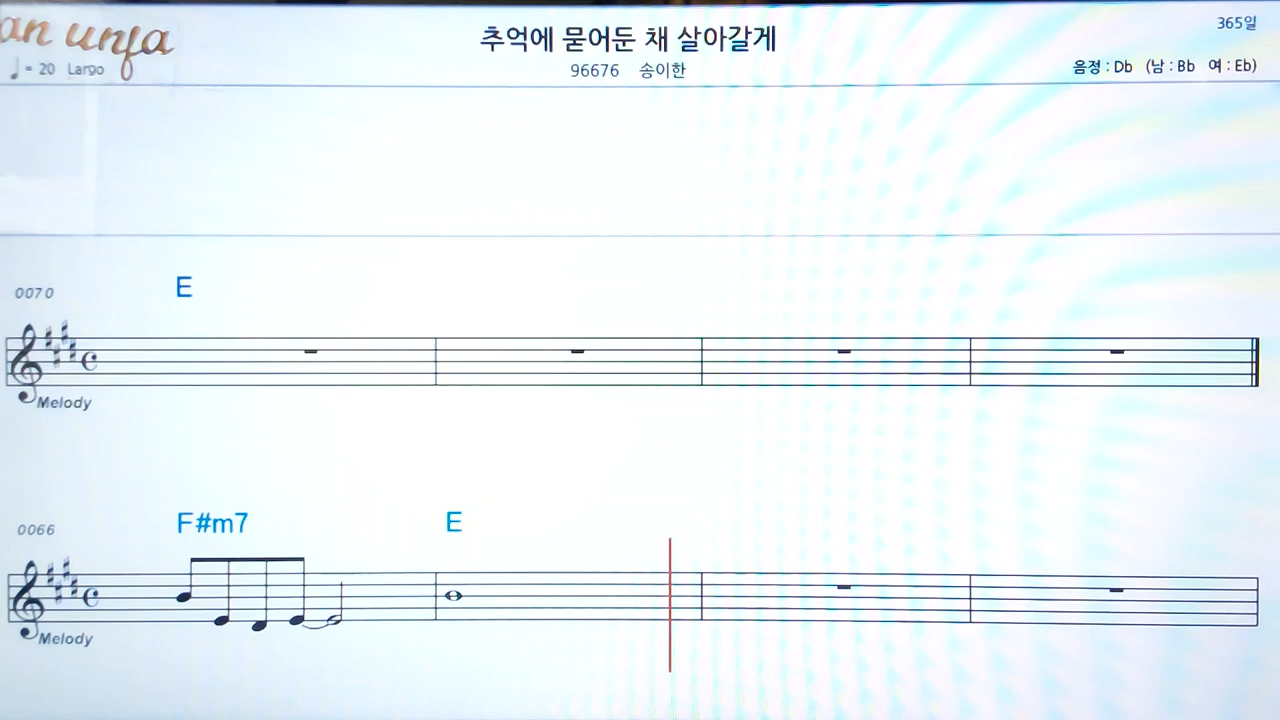 an unfa
추억에 묻어둔 채 살아갈게
365일
♩= 20 Largo
96676 송이한
음정 : Db (남 : Bb 여 : Eb)
0070
E
Melody
0066
F#m7 E
Melody